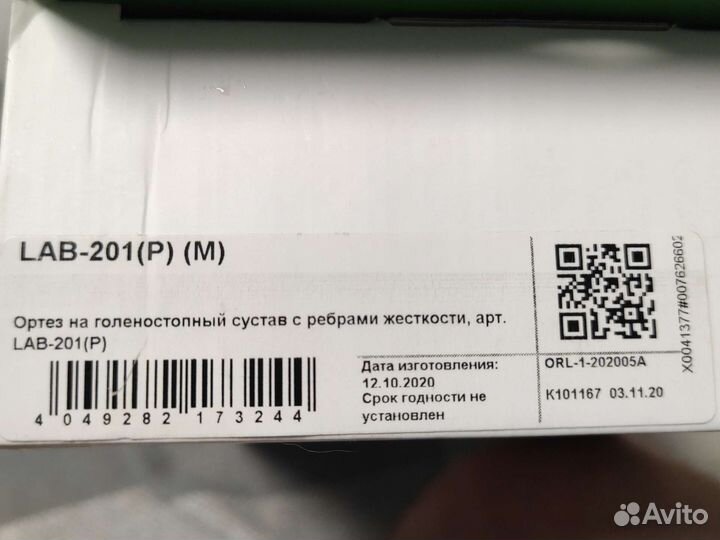 LAB-201(P) (M)
Ортез на голеностопный сустав с ребрами жесткости, арт.
LAB-201(P)
4 049282 173244
Дата изготовления:
12.10.2020
Срок годности не
установлен
ORL-1-202005A
K101167 03.11.20
X0041377#007626602
Avito